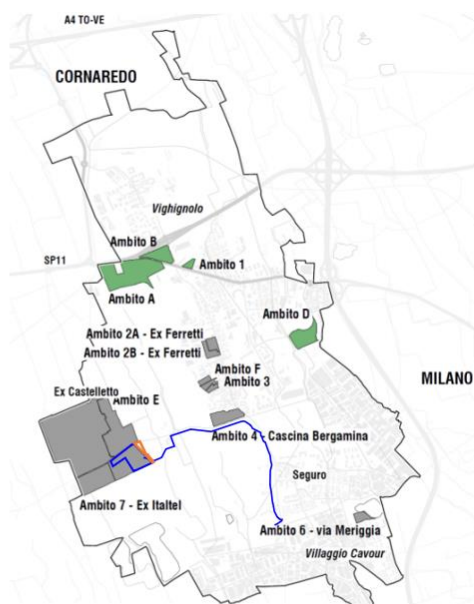 A4 TO-VE
CORNAREDO
Vighignolo
Ambito B
SP11
Ambito 1
Ambito A
Ambito D
Ambito 2A - Ex Ferretti
Ambito 2B - Ex Ferretti
MILANO
Ambito F
Ambito 3
Ex Castelletto
Ambito E
Ambito 4 - Cascina Bergamina
Seguro
Ambito 7 - Ex Italtel
Ambito 6 - via Meriggia
Villaggio Cavour